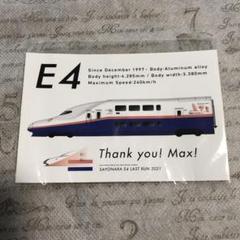 E4
Since December 1997 - Body-Aluminum alloy
Body height-4.285mm / Body width-3.380mm
Maximum Speed-240km/h
Thank you! Max!
SAYONARA E4 LAST RUN 2021